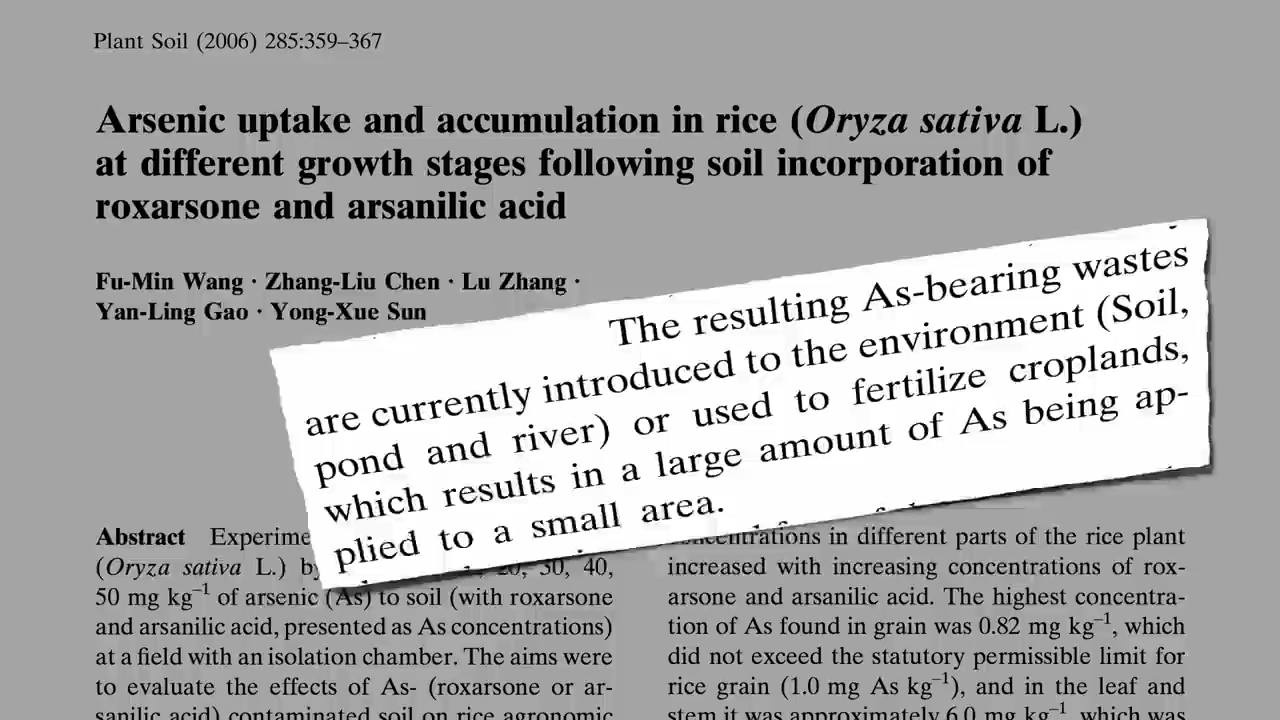 Plant Soil (2006) 285:359–367
Arsenic uptake and accumulation in rice (Oryza sativa L.)
at different growth stages following soil incorporation of
roxarsone and arsanilic acid
Fu-Min Wang · Zhang-Liu Chen · Lu Zhang ·
Yan-Ling Gao · Yong-Xue Sun
The resulting As-bearing wastes
are currently introduced to the environment (Soil,
pond and river) or used to fertilize croplands,
which results in a large amount of As being ap-
plied to a small area.
Abstract
(Oryza sativa L.) 30, 40,
50 mg kg⁻¹ of arsenic (As) to soil (with roxarsone
and arsanilic acid, presented as As concentrations)
at a field with an isolation chamber. The aims were
to evaluate the effects of As- (roxarsone or ar-
sanilic acid) contaminated soil on rice agronomic
in different parts of the rice plant
increased with increasing concentrations of rox-
arsone and arsanilic acid. The highest concentra-
tion of As found in grain was 0.82 mg kg⁻¹, which
did not exceed the statutory permissible limit for
rice grain (1.0 mg As kg⁻¹), and in the leaf and
stem it was approximately 6.0 mg kg⁻¹, which was